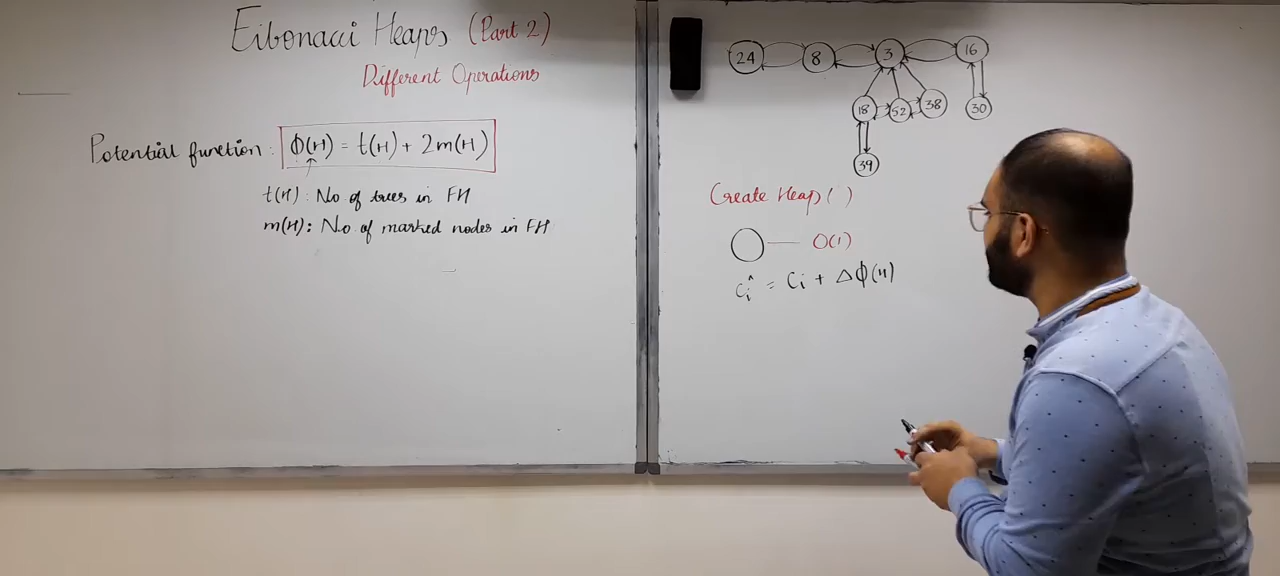 Fibonacci Heaps (Part 2)
Different Operations
Potential function: Φ(H) = t(H) + 2m(H)
t(H): No of trees in FH
m(H): No of marked nodes in FH
24 8 3 16
18 52 38 30
39
Create Heap( )
O(1)
Ĉi = Ci + ΔΦ(H)